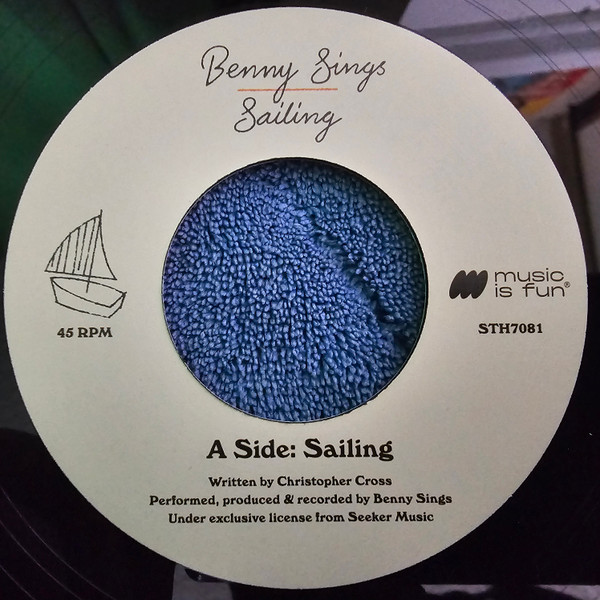 Benny Sings
Sailing
45 RPM
music
is fun®
STH7081
A Side: Sailing
Written by Christopher Cross
Performed, produced & recorded by Benny Sings
Under exclusive license from Seeker Music